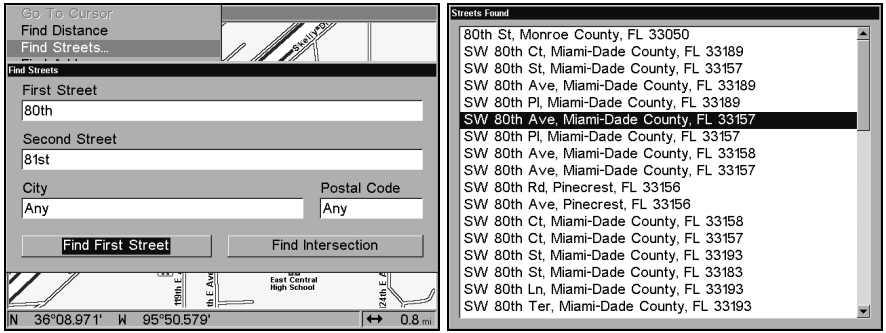 Go To Cursor
Find Distance
Find Streets...
Skelly Dr
Find Streets
First Street
80th
Second Street
81st
City
Postal Code
Any
Any
Find First Street
Find Intersection
119th E A
th E Ave
East Central
High School
124th E
N 36°08.971' W 95°50.579' ↔ 0.8 mi
Streets Found
80th St, Monroe County, FL 33050
SW 80th Ct, Miami-Dade County, FL 33189
SW 80th St, Miami-Dade County, FL 33157
SW 80th Ave, Miami-Dade County, FL 33189
SW 80th Pl, Miami-Dade County, FL 33189
SW 80th Ave, Miami-Dade County, FL 33157
SW 80th Pl, Miami-Dade County, FL 33157
SW 80th Ave, Miami-Dade County, FL 33158
SW 80th Ave, Miami-Dade County, FL 33157
SW 80th Rd, Pinecrest, FL 33156
SW 80th Ave, Pinecrest, FL 33156
SW 80th Ct, Miami-Dade County, FL 33158
SW 80th Ct, Miami-Dade County, FL 33157
SW 80th St, Miami-Dade County, FL 33193
SW 80th St, Miami-Dade County, FL 33183
SW 80th Ln, Miami-Dade County, FL 33193
SW 80th Ter, Miami-Dade County, FL 33193